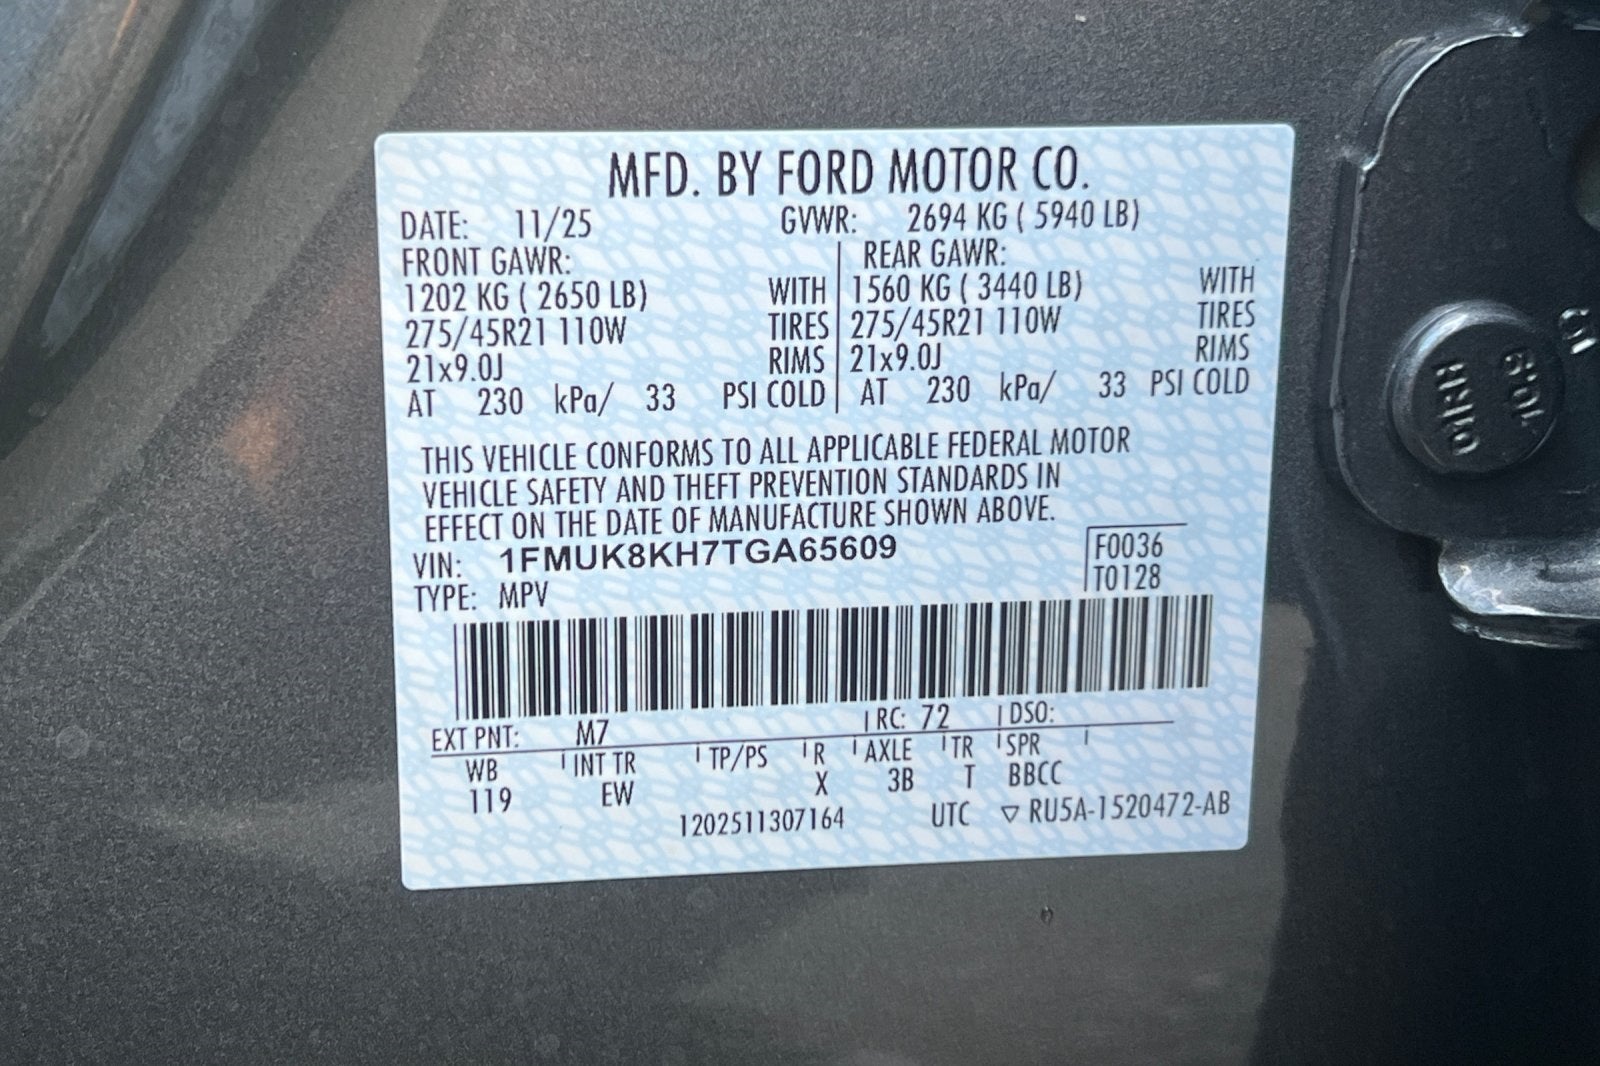 MFD. BY FORD MOTOR CO.
DATE: 11/25 GVWR: 2694 KG ( 5940 LB)
FRONT GAWR: REAR GAWR:
1202 KG ( 2650 LB) WITH 1560 KG ( 3440 LB) WITH
275/45R21 110W TIRES 275/45R21 110W TIRES
21x9.0J RIMS 21x9.0J RIMS
AT 230 kPa/ 33 PSI COLD AT 230 kPa/ 33 PSI COLD
THIS VEHICLE CONFORMS TO ALL APPLICABLE FEDERAL MOTOR
VEHICLE SAFETY AND THEFT PREVENTION STANDARDS IN
EFFECT ON THE DATE OF MANUFACTURE SHOWN ABOVE.
VIN: 1FMUK8KH7TGA65609 F0036
TYPE: MPV T0128
EXT PNT: M7 RC: 72 DSO:
WB INT TR TP/PS R AXLE TR SPR
119 EW X 3B T BBCC
1202511307164 UTC ▽ RU5A-1520472-AB